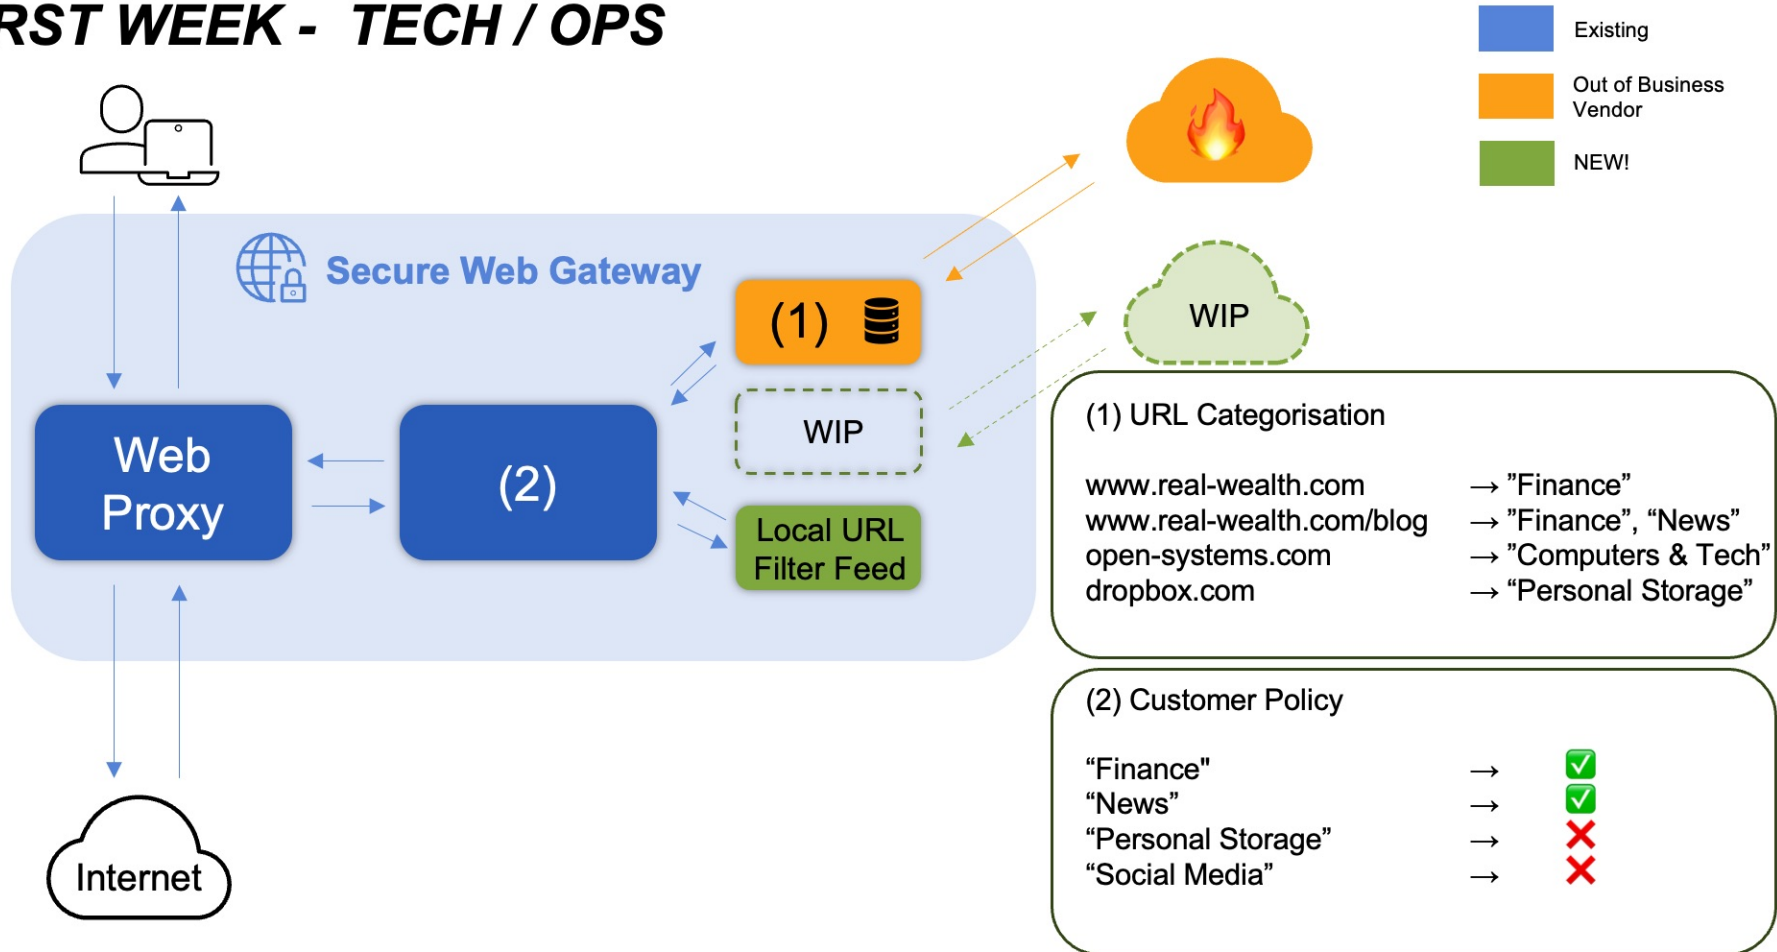 RST WEEK - TECH / OPS
Existing
Out of Business
Vendor
NEW!
Secure Web Gateway
(1)
WIP
WIP
Web
Proxy
(2)
Local URL
Filter Feed
Internet
(1) URL Categorisation
www.real-wealth.com → ”Finance”
www.real-wealth.com/blog → ”Finance”, “News”
open-systems.com → ”Computers & Tech”
dropbox.com → ”Personal Storage”
(2) Customer Policy
“Finance" → ✅
“News” → ✅
“Personal Storage” → ❌
“Social Media” → ❌